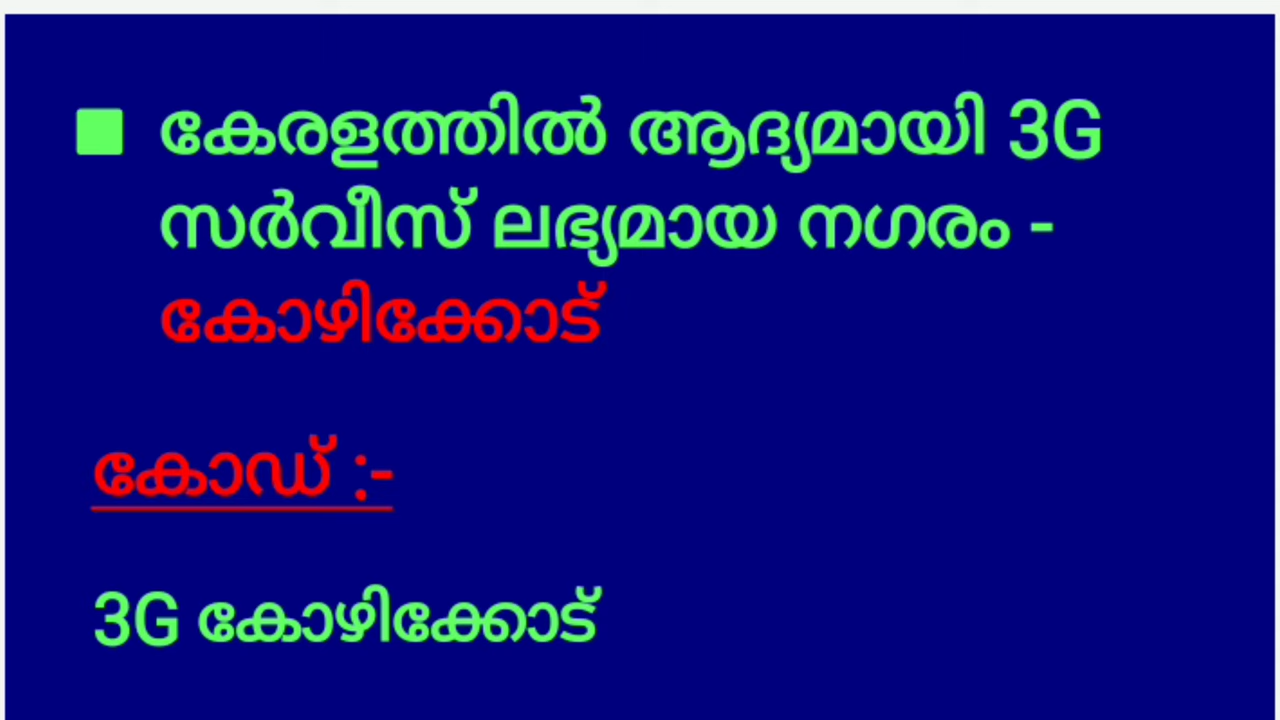 കേരളത്തിൽ ആദ്യമായി 3G
സർവീസ് ലഭ്യമായ നഗരം -
കോഴിക്കോട്
കോഡ് :-
3G കോഴിക്കോട്